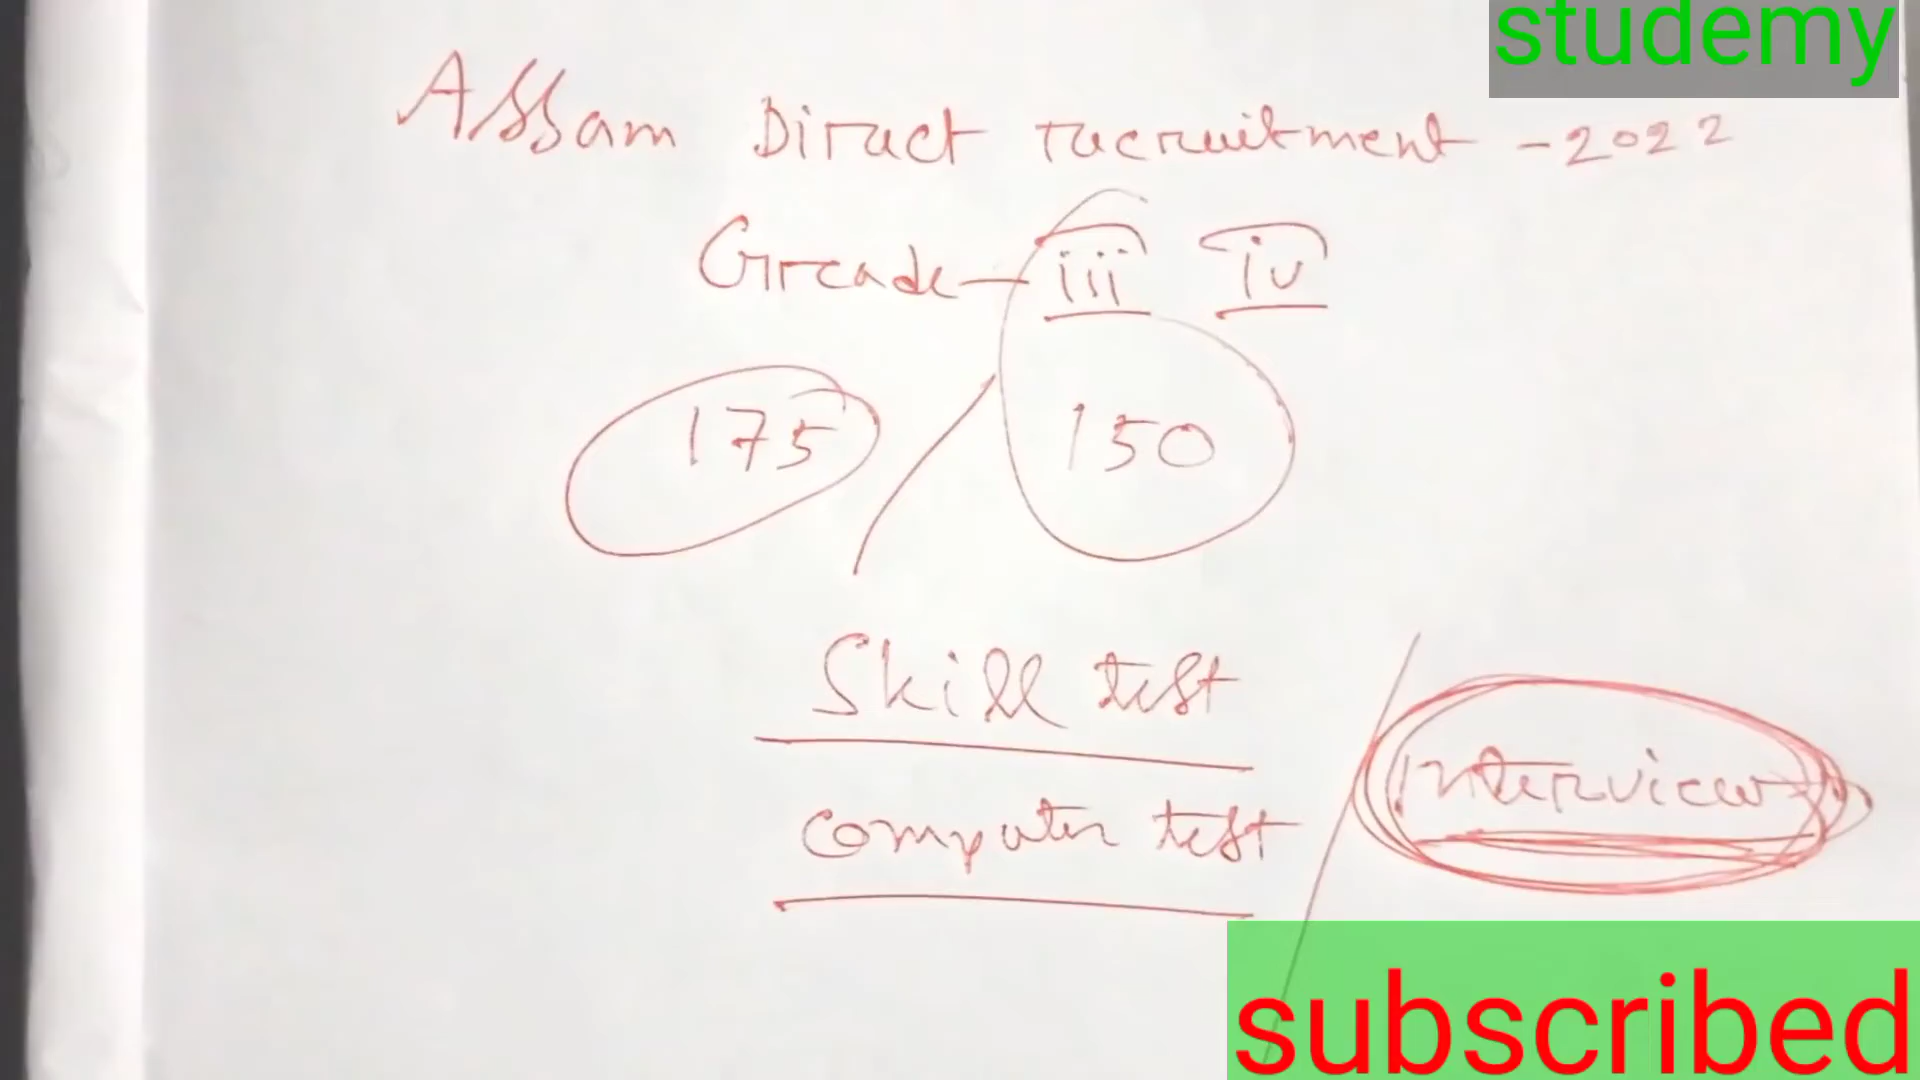 studemy
Assam Direct recruitment - 2022
Grade - iii iv
175 150
Skill test
Interview
computer test
subscribed